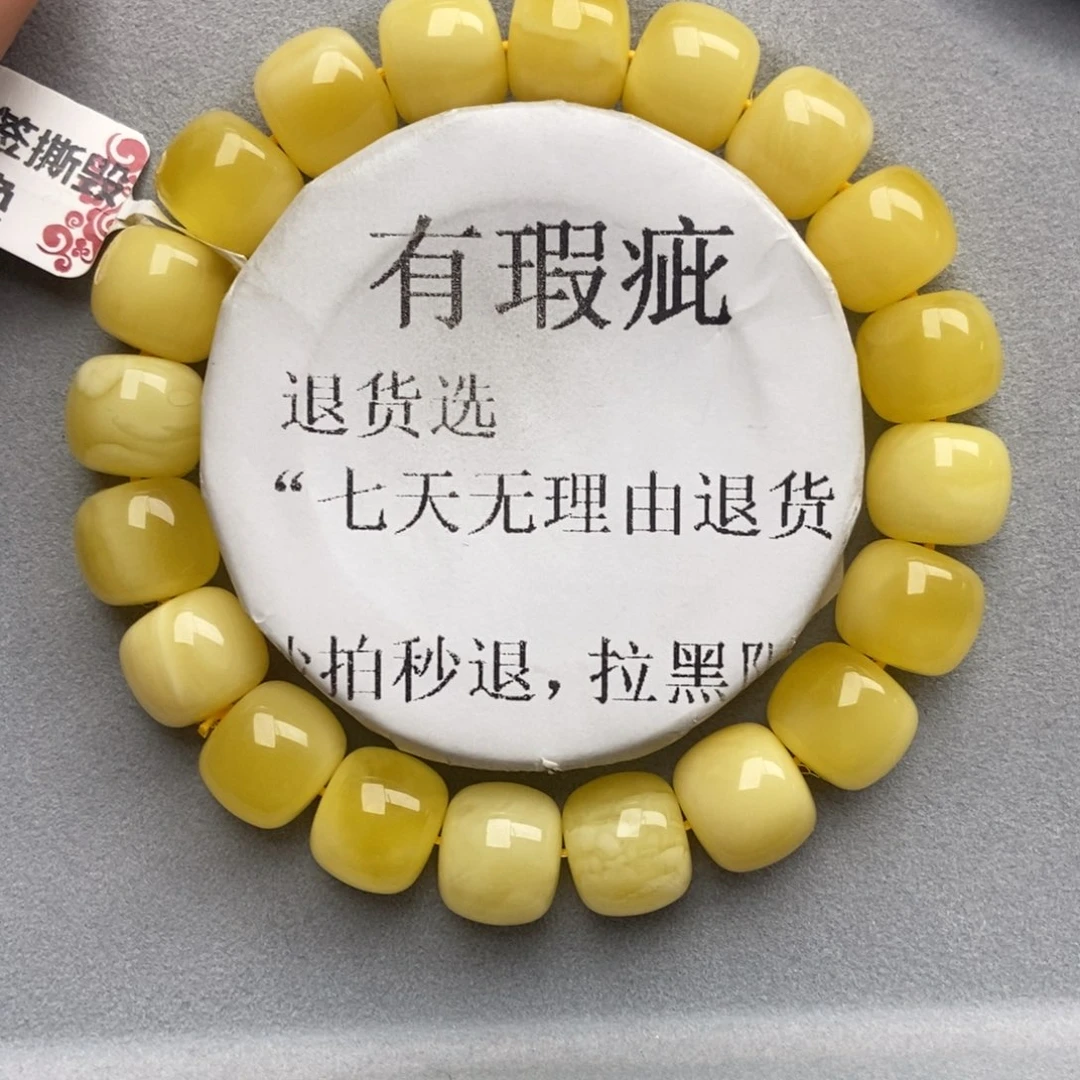 签撕毁
有瑕疵
退货选
“七天无理由退货
拍秒退，拉黑